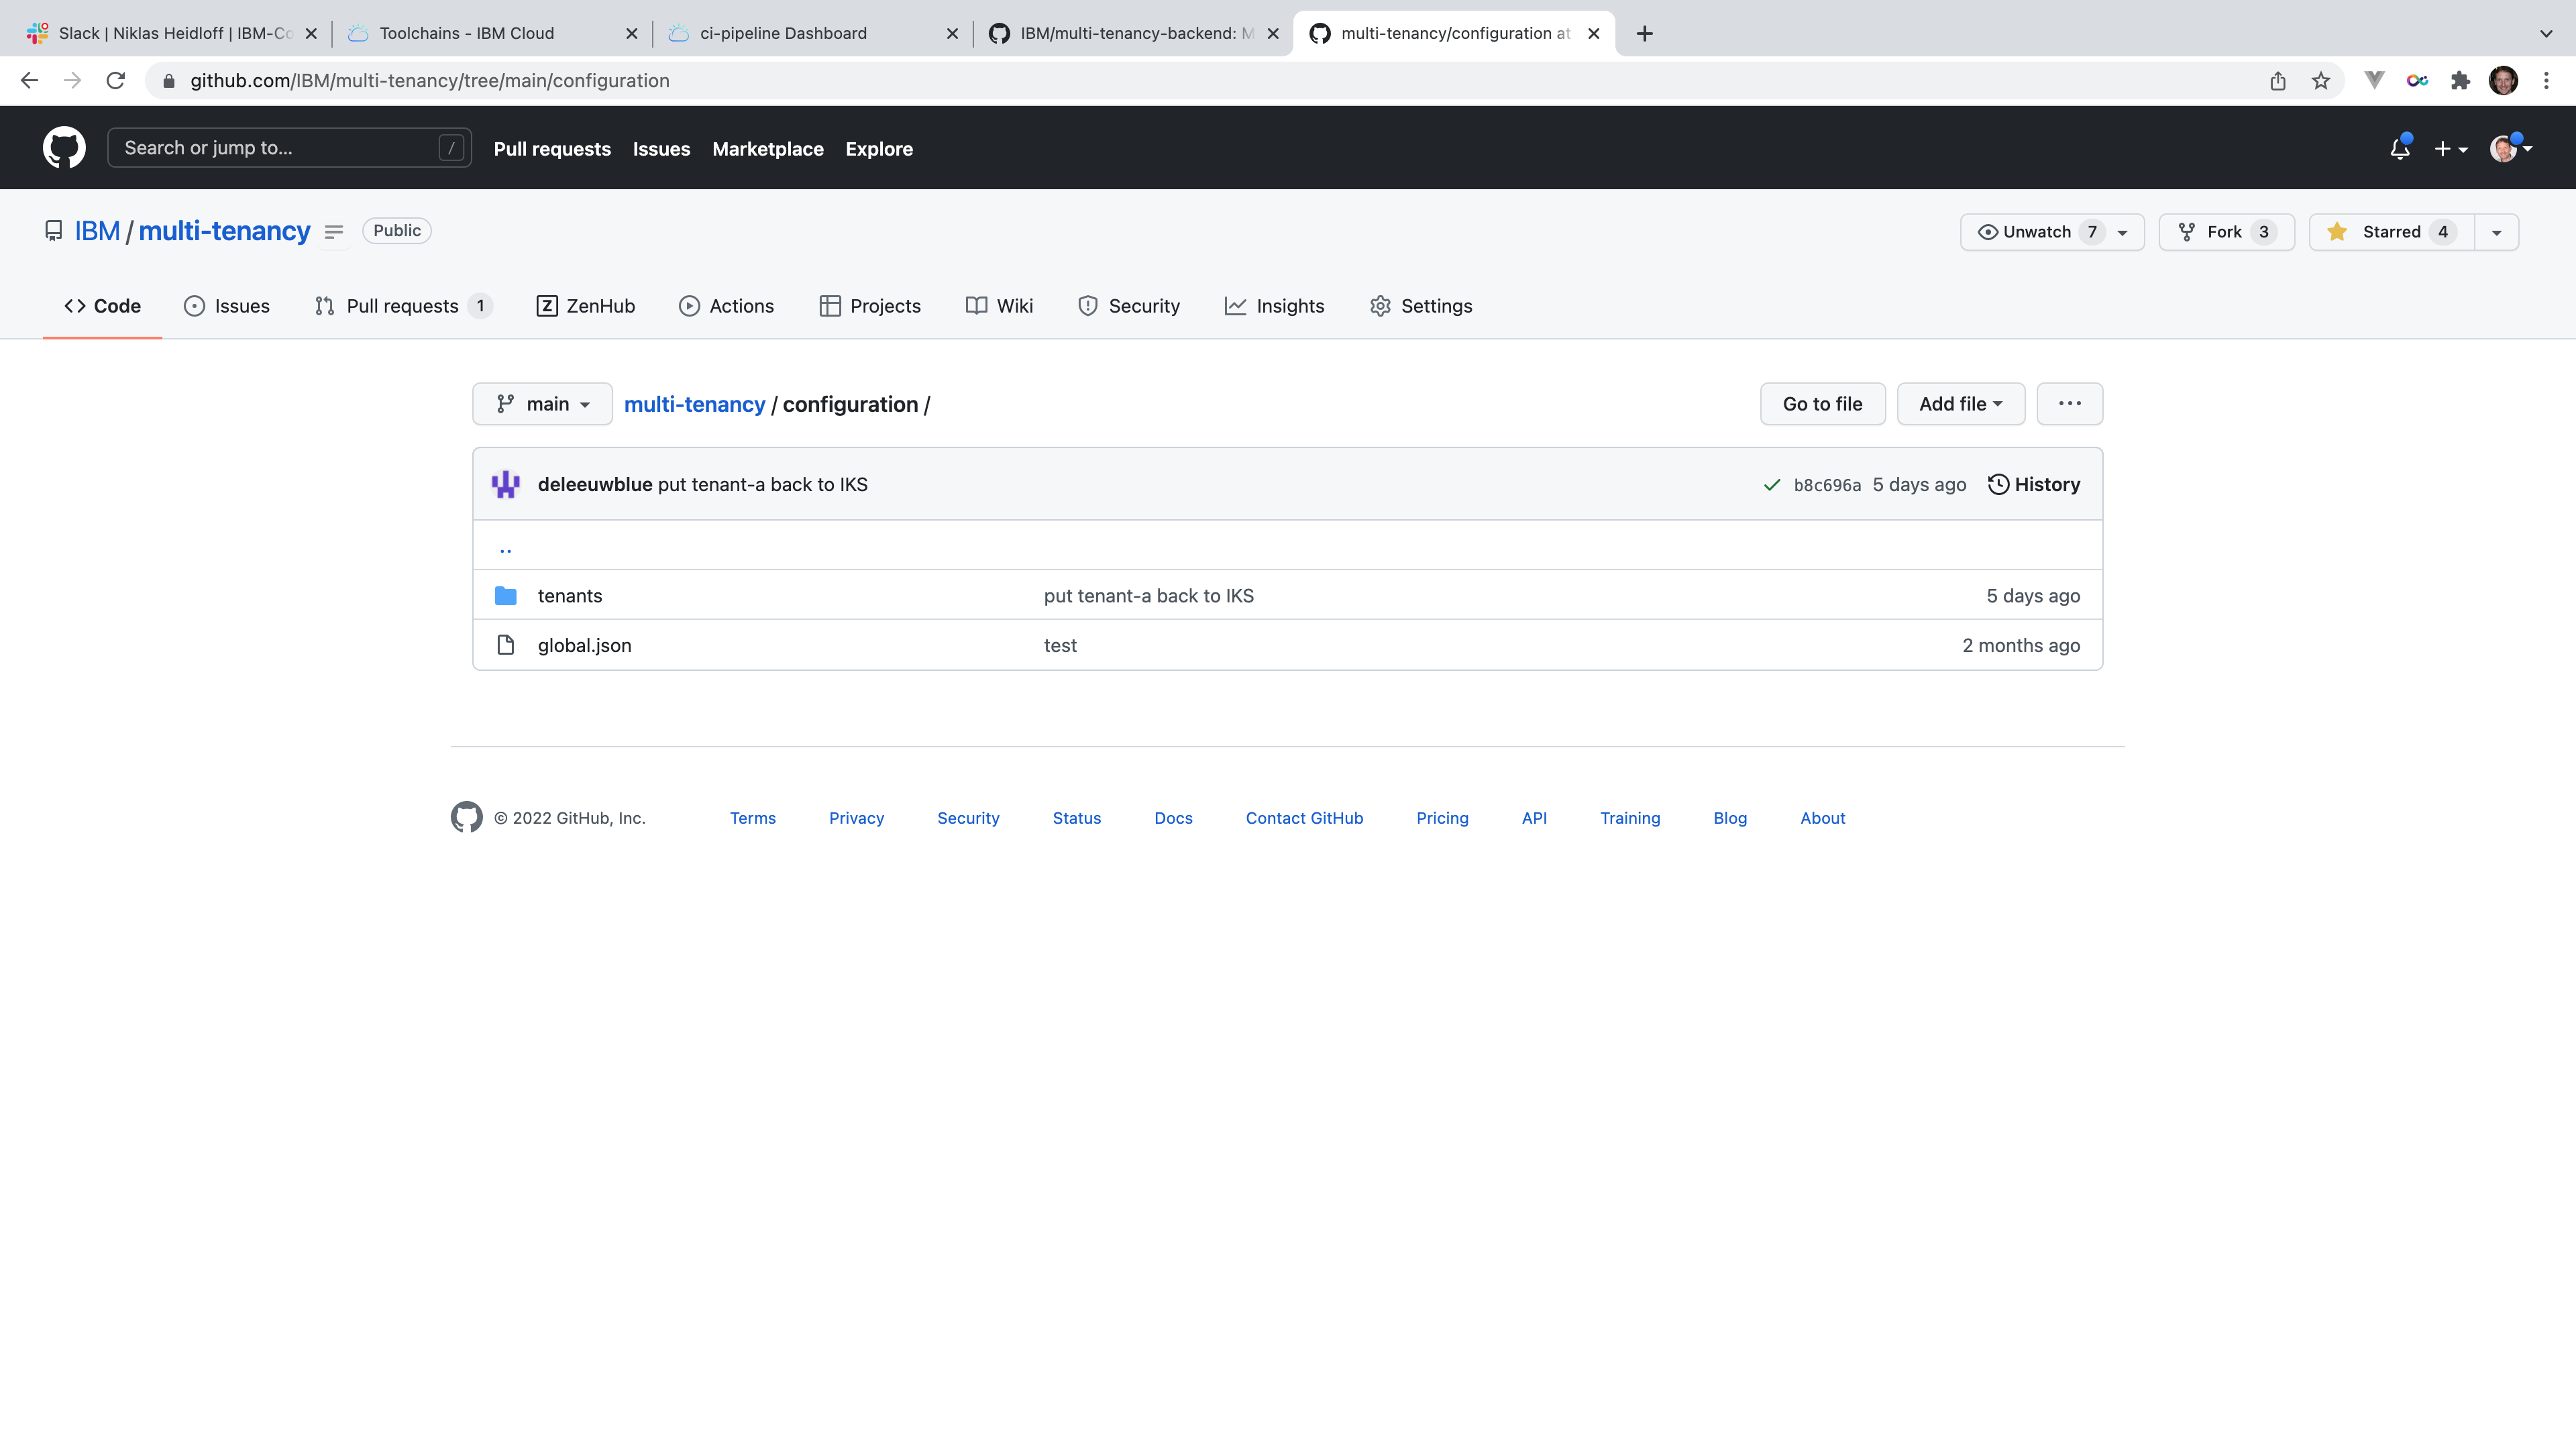 Slack | Niklas Heidloff | IBM-Co
Toolchains - IBM Cloud
ci-pipeline Dashboard
IBM/multi-tenancy-backend: M
multi-tenancy/configuration at
github.com/IBM/multi-tenancy/tree/main/configuration
Search or jump to... /
Pull requests Issues Marketplace Explore
IBM / multi-tenancy Public
Unwatch 7 Fork 3 Starred 4
Code Issues Pull requests 1 Z ZenHub Actions Projects Wiki Security Insights Settings
main multi-tenancy / configuration / Go to file Add file ...
deleeuwblue put tenant-a back to IKS b8c696a 5 days ago History
..
tenants put tenant-a back to IKS 5 days ago
global.json test 2 months ago
© 2022 GitHub, Inc. Terms Privacy Security Status Docs Contact GitHub Pricing API Training Blog About